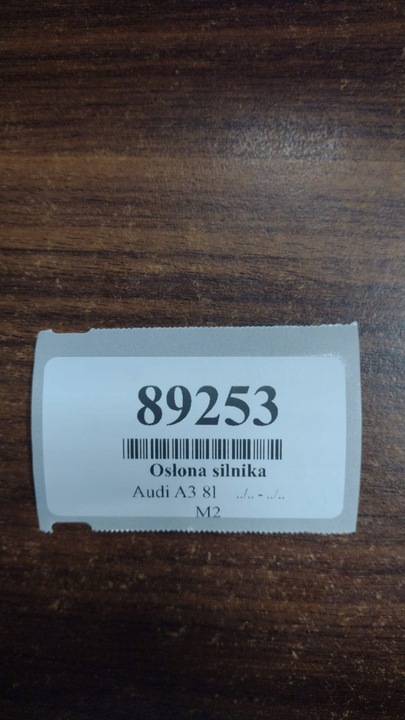 89253
Osłona silnika
Audi A3 8l ../.. - ../..
M2